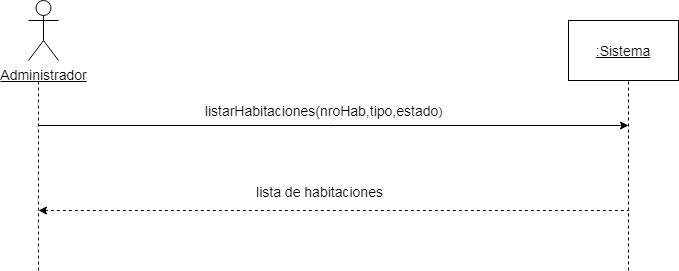 Administrador
:Sistema
listarHabitaciones(nroHab,tipo,estado)
lista de habitaciones